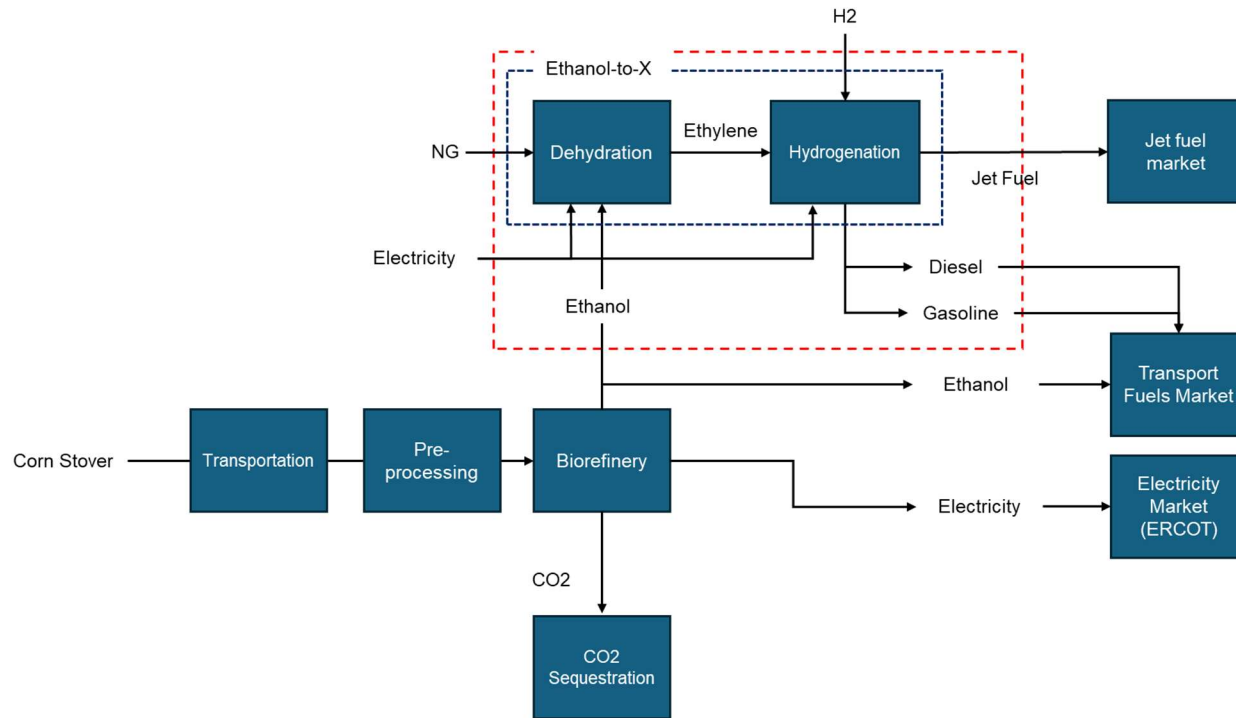 H2
Ethanol-to-X
Ethylene
NG
Dehydration
Hydrogenation
Jet fuel
market
Jet Fuel
Electricity
Diesel
Ethanol
Gasoline
Ethanol
Transport
Fuels Market
Corn Stover
Transportation
Pre-
processing
Biorefinery
Electricity
Electricity
Market
(ERCOT)
CO2
CO2
Sequestration